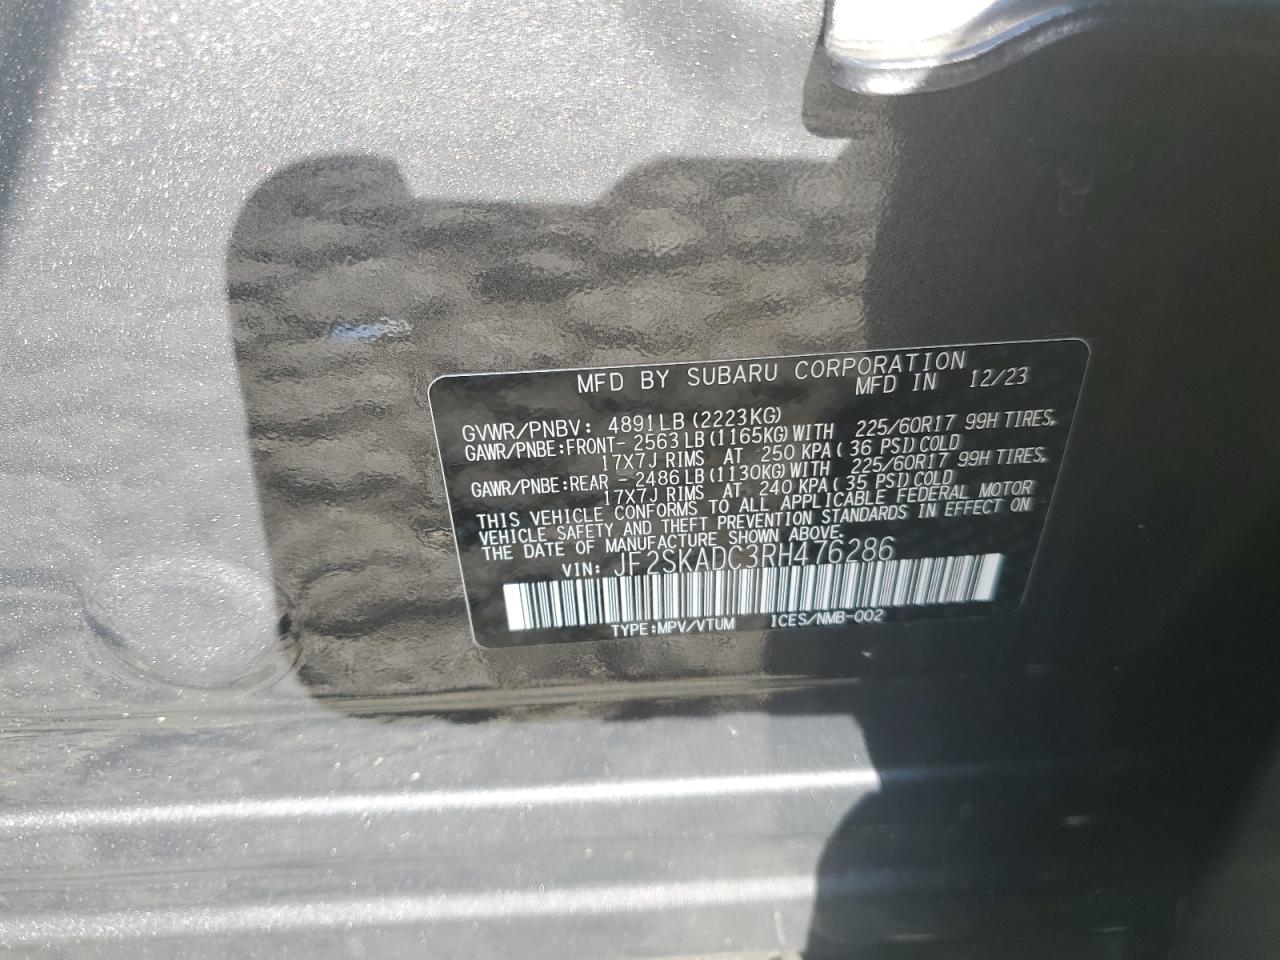 MFD BY SUBARU CORPORATION
MFD IN 12/23
GVWR/PNBV: 4891LB (2223KG)
GAWR/PNBE:FRONT- 2563 LB (1165KG) WITH 225/60R17 99H TIRES,
17X7J RIMS AT 250 KPA ( 36 PSI) COLD
GAWR/PNBE:REAR - 2486 LB (1130KG) WITH 225/60R17 99H TIRES,
17X7J RIMS AT 240 KPA ( 35 PSI) COLD
THIS VEHICLE CONFORMS TO ALL APPLICABLE FEDERAL MOTOR
VEHICLE SAFETY AND THEFT PREVENTION STANDARDS IN EFFECT ON
THE DATE OF MANUFACTURE SHOWN ABOVE.
VIN: JF2SKADC3RH476286
TYPE:MPV/VTUM ICES/NMB-002